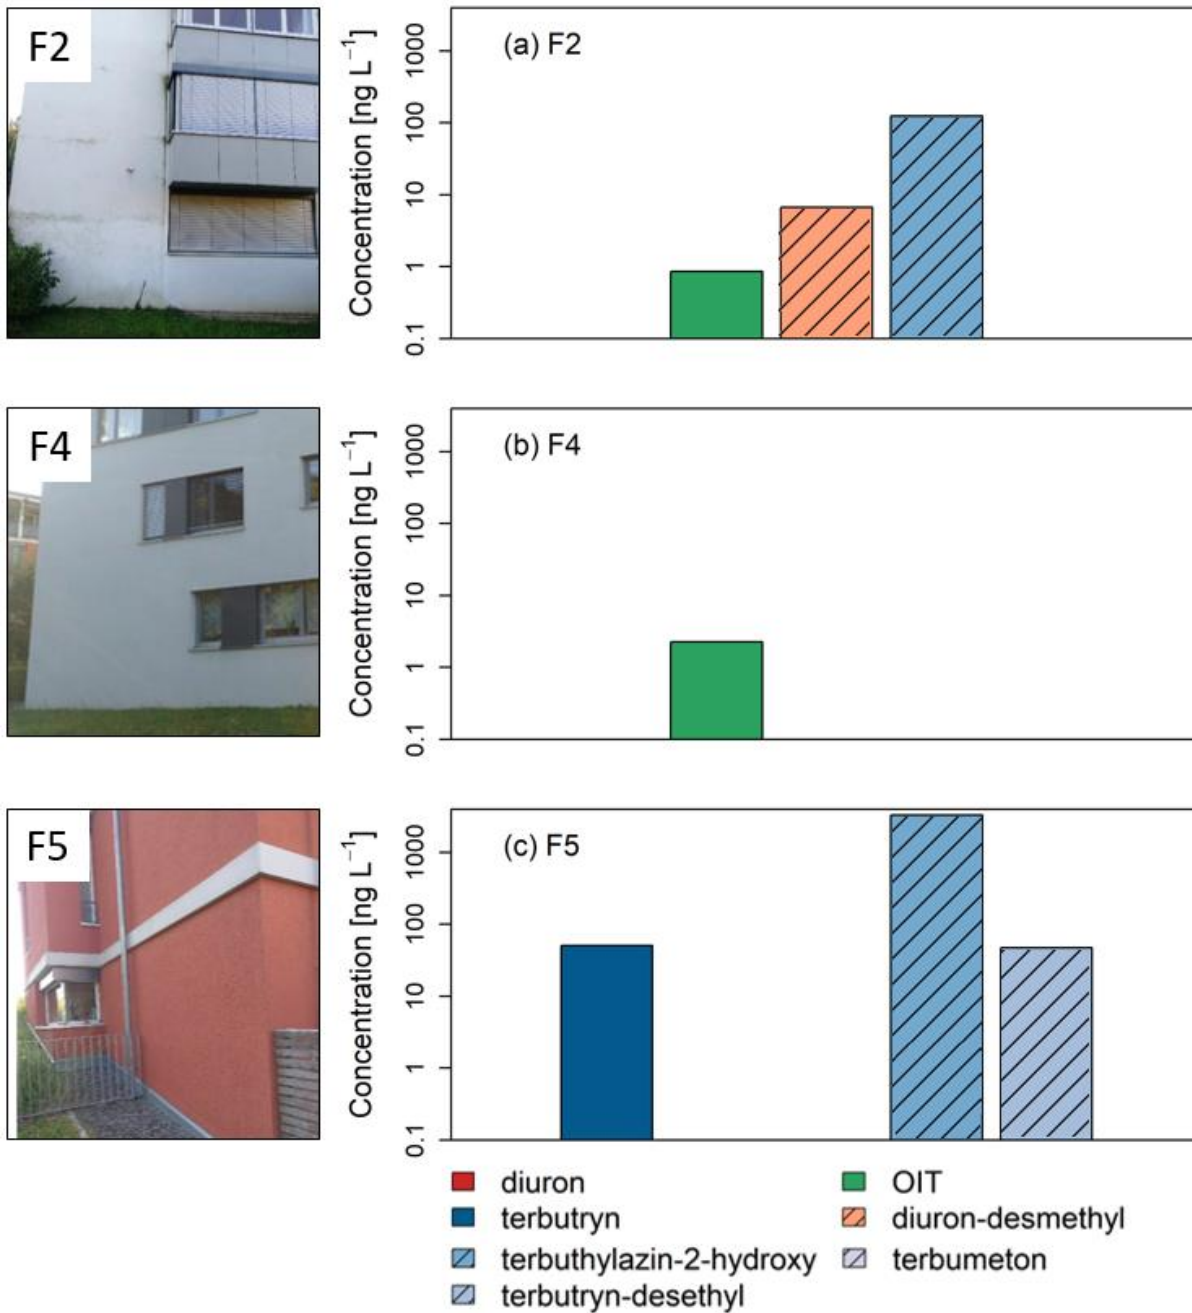 F2
(a) F2
Concentration [ng L⁻¹]
1000
100
10
1
0.1
F4
(b) F4
Concentration [ng L⁻¹]
1000
100
10
1
0.1
F5
(c) F5
Concentration [ng L⁻¹]
1000
100
10
1
0.1
diuron
OIT
terbutryn
diuron-desmethyl
terbuthylazin-2-hydroxy
terbumeton
terbutryn-desethyl